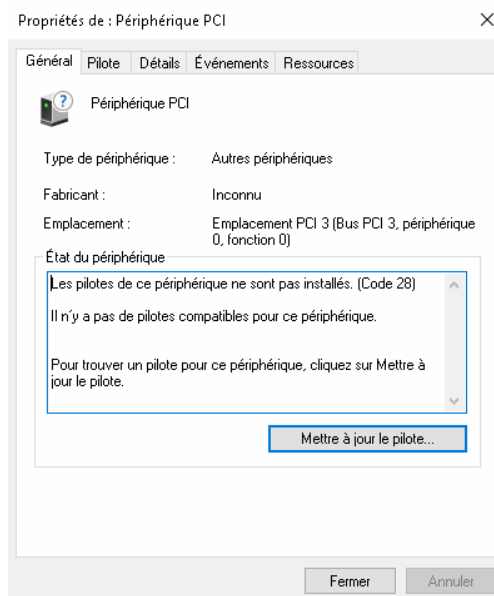 Propriétés de : Périphérique PCI
Général Pilote Détails Événements Ressources
Périphérique PCI
Type de périphérique : Autres périphériques
Fabricant : Inconnu
Emplacement : Emplacement PCI 3 (Bus PCI 3, périphérique
0, fonction 0)
État du périphérique
Les pilotes de ce périphérique ne sont pas installés. (Code 28)
Il n'y a pas de pilotes compatibles pour ce périphérique.
Pour trouver un pilote pour ce périphérique, cliquez sur Mettre à
jour le pilote.
Mettre à jour le pilote...
Fermer Annuler